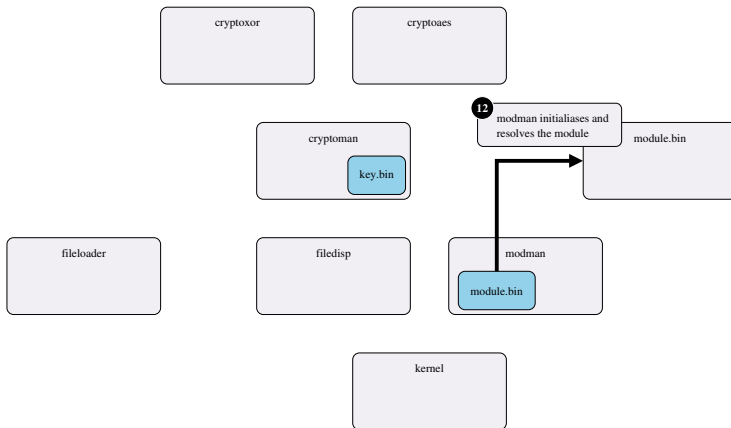 cryptoxor
cryptoaes
12
modman initialiases and
resolves the module
cryptoman
module.bin
key.bin
fileloader
filedisp
modman
module.bin
kernel